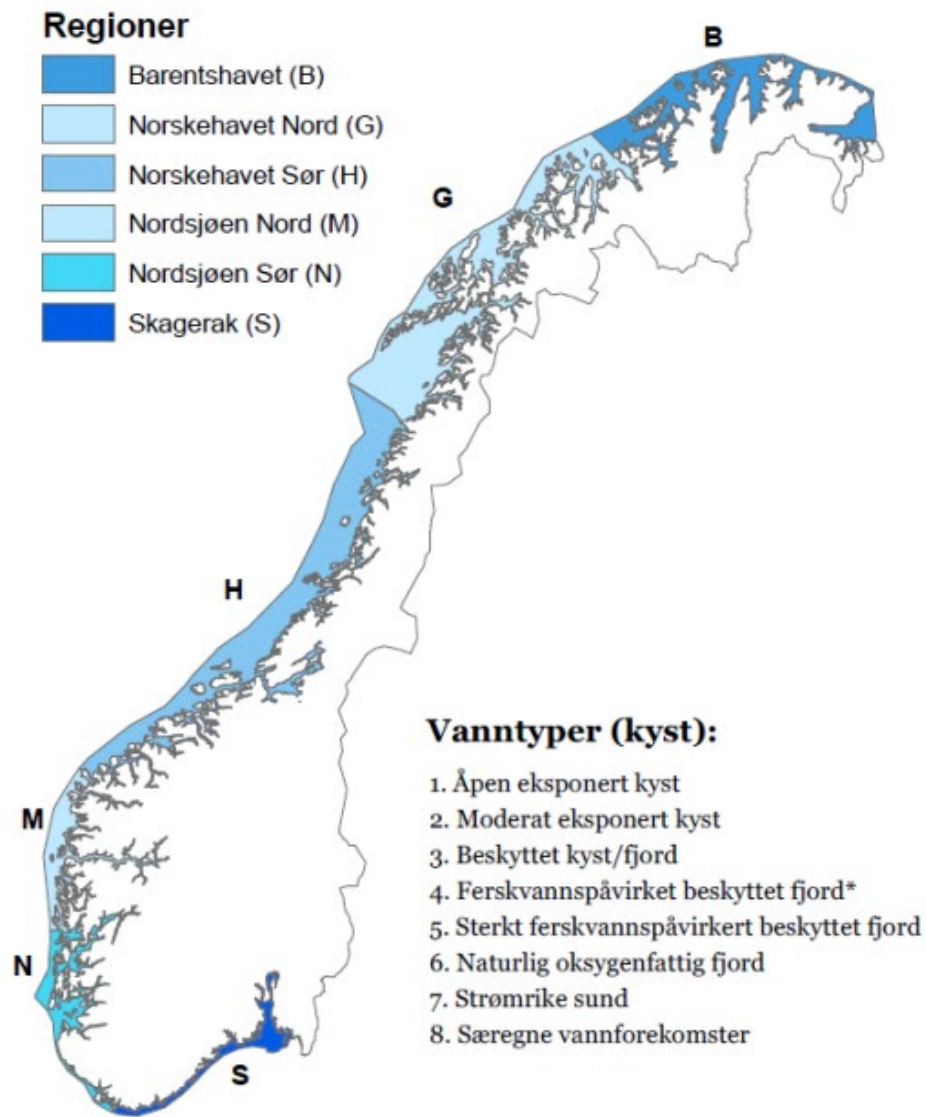 Regioner
Barentshavet (B)
Norskehavet Nord (G)
Norskehavet Sør (H)
Nordsjøen Nord (M)
Nordsjøen Sør (N)
Skagerak (S)
B
G
H
M
N
S
Vanntyper (kyst):
1. Åpen eksponert kyst
2. Moderat eksponert kyst
3. Beskyttet kyst/fjord
4. Ferskvannspåvirket beskyttet fjord*
5. Sterkt ferskvannspåvirkert beskyttet fjord
6. Naturlig oksygenfattig fjord
7. Strømrike sund
8. Særegne vannforekomster